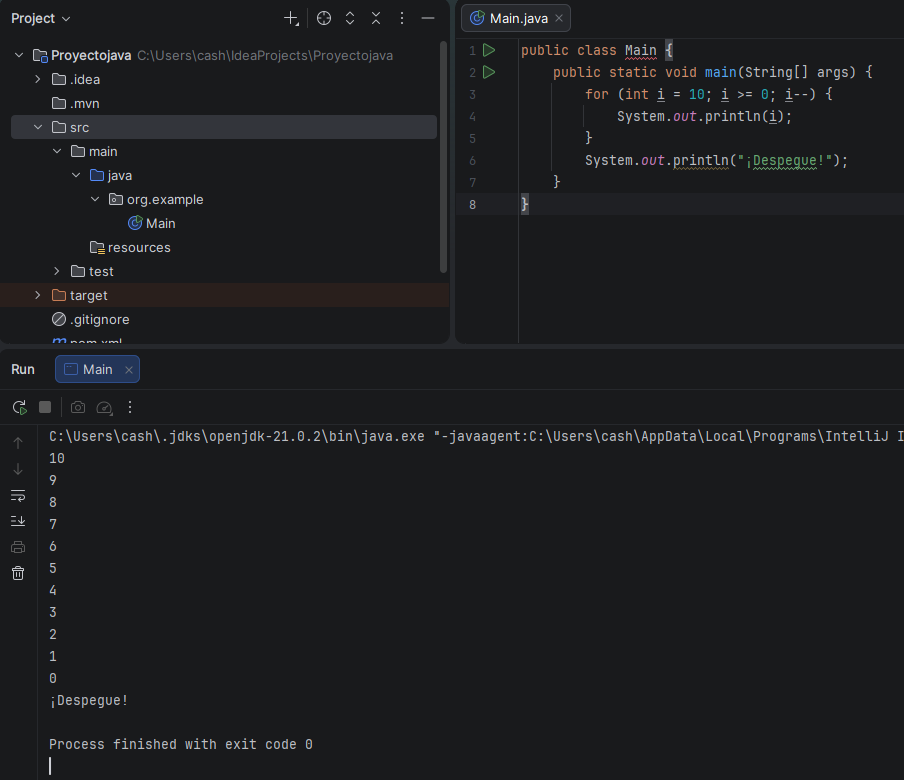 Project
Proyectojava C:\Users\cash\IdeaProjects\Proyectojava
.idea
.mvn
src
main
java
org.example
Main
resources
test
target
.gitignore
pom.xml
Main.java
1 public class Main {
2 public static void main(String[] args) {
3 for (int i = 10; i >= 0; i--) {
4 System.out.println(i);
5 }
6 System.out.println("¡Despegue!");
7 }
8 }
Run Main
C:\Users\cash\.jdks\openjdk-21.0.2\bin\java.exe "-javaagent:C:\Users\cash\AppData\Local\Programs\IntelliJ I
10
9
8
7
6
5
4
3
2
1
0
¡Despegue!
Process finished with exit code 0